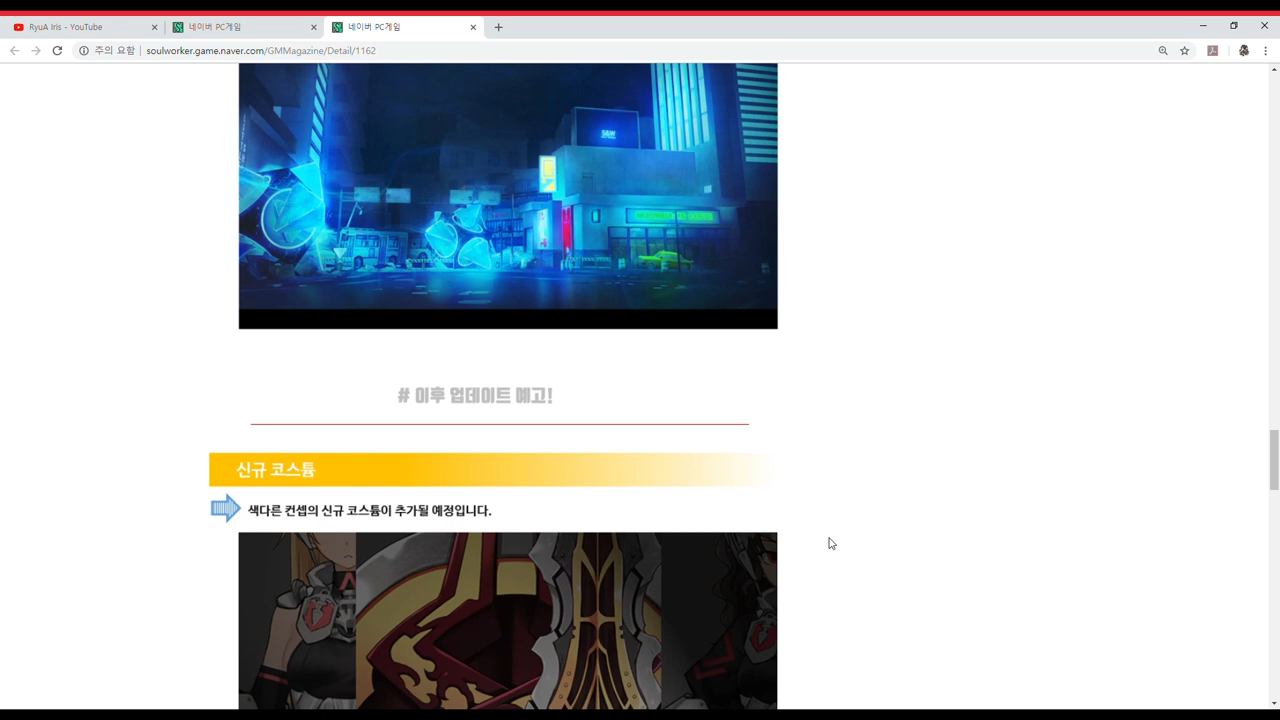 RyuA Iris - YouTube
네이버 PC게임
네이버 PC게임
주의 요함
soulworker.game.naver.com/GMMagazine/Detail/1162
S&W
# 이후 업데이트 예고!
신규 코스튬
색다른 컨셉의 신규 코스튬이 추가될 예정입니다.